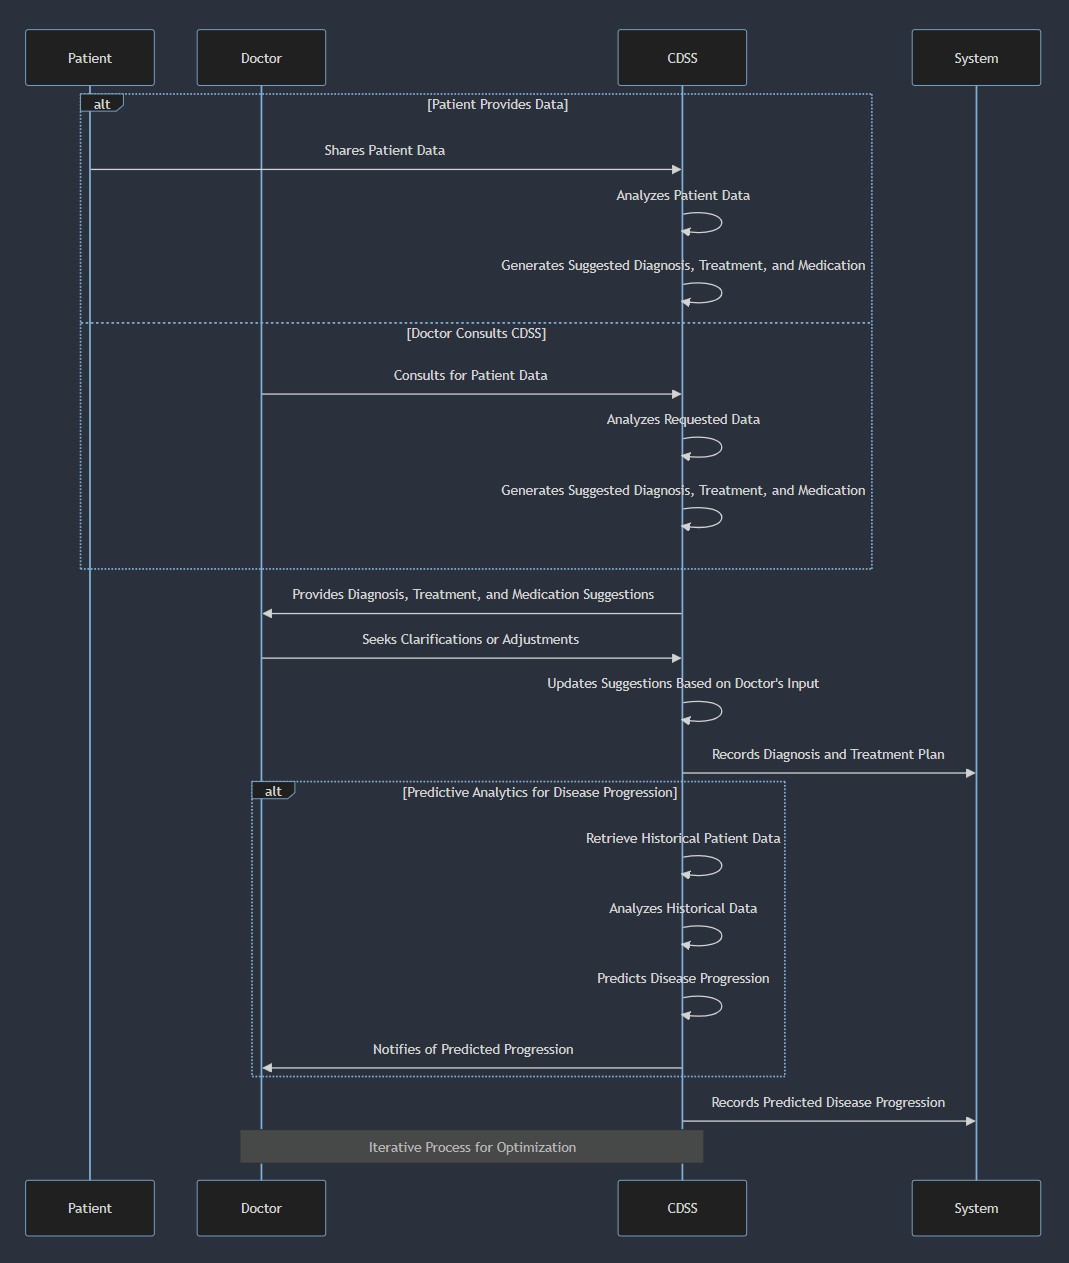 Patient
Doctor
CDSS
System
alt
[Patient Provides Data]
Shares Patient Data
Analyzes Patient Data
Generates Suggested Diagnosis, Treatment, and Medication
[Doctor Consults CDSS]
Consults for Patient Data
Analyzes Requested Data
Generates Suggested Diagnosis, Treatment, and Medication
Provides Diagnosis, Treatment, and Medication Suggestions
Seeks Clarifications or Adjustments
Updates Suggestions Based on Doctor's Input
Records Diagnosis and Treatment Plan
alt
[Predictive Analytics for Disease Progression]
Retrieve Historical Patient Data
Analyzes Historical Data
Predicts Disease Progression
Notifies of Predicted Progression
Records Predicted Disease Progression
Iterative Process for Optimization
Patient
Doctor
CDSS
System